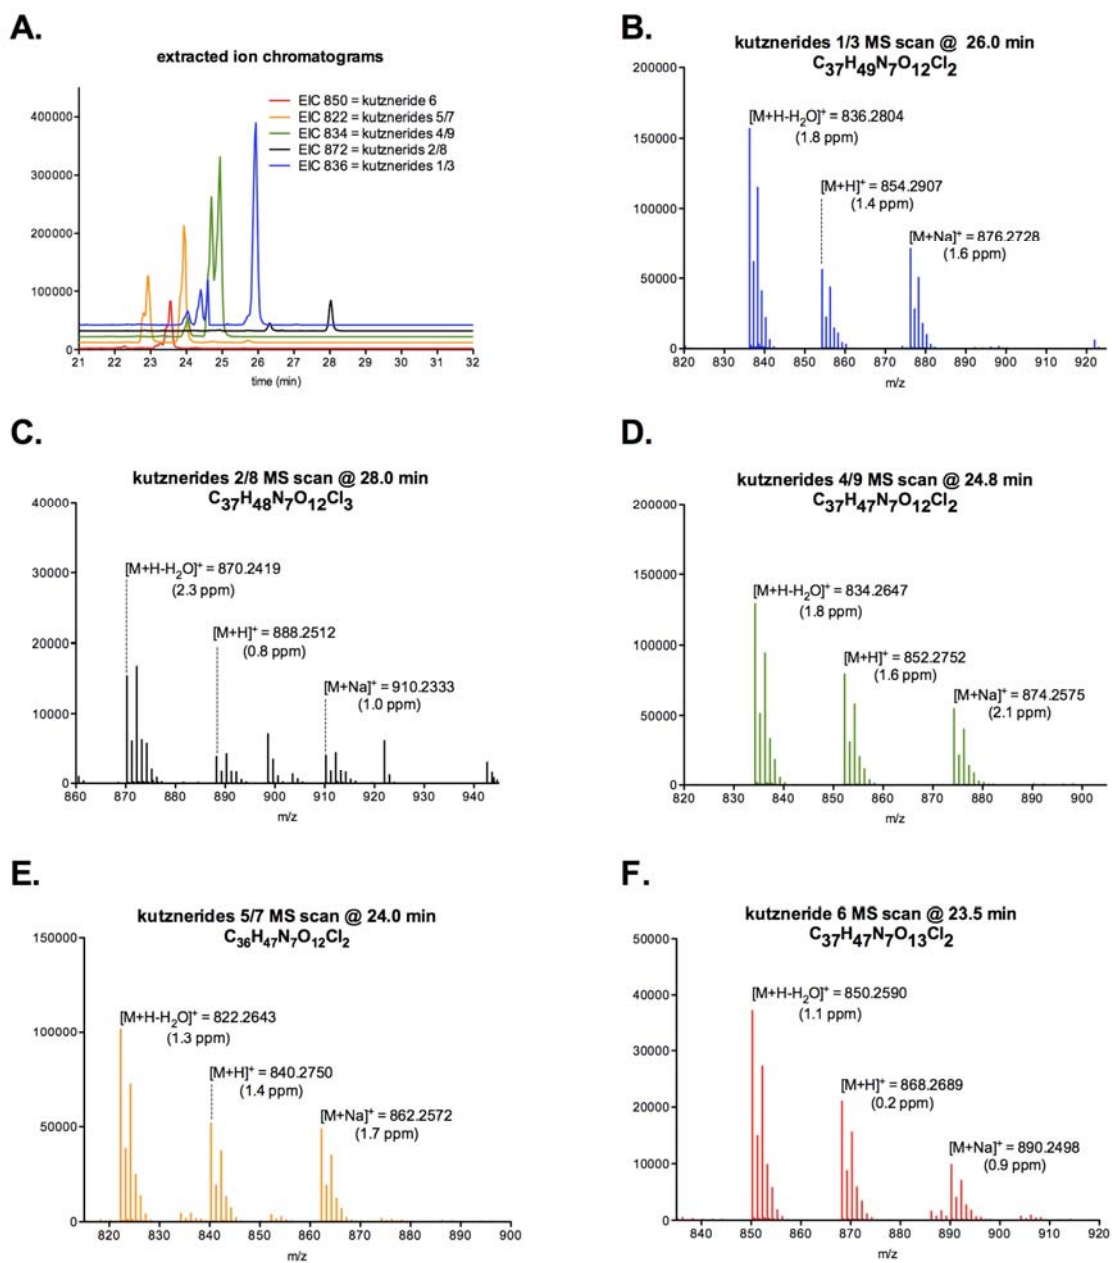 A.
extracted ion chromatograms
EIC 850 = kutzneride 6
EIC 822 = kutznerides 5/7
EIC 834 = kutznerides 4/9
EIC 872 = kutznerids 2/8
EIC 836 = kutznerides 1/3
400000
300000
200000
100000
0
21 22 23 24 25 26 28 29 30 31 32
time (min)
B.
kutznerides 1/3 MS scan @ 26.0 min
C37H49N7O12Cl2
200000
150000
100000
50000
0
[M+H-H2O]+ = 836.2804
(1.8 ppm)
[M+H]+ = 854.2907
(1.4 ppm)
[M+Na]+ = 876.2728
(1.6 ppm)
820 830 840 850 860 870 880 890 900 910 920
m/z
C.
kutznerides 2/8 MS scan @ 28.0 min
C37H48N7O12Cl3
40000
30000
20000
10000
0
[M+H-H2O]+ = 870.2419
(2.3 ppm)
[M+H]+ = 888.2512
(0.8 ppm)
[M+Na]+ = 910.2333
(1.0 ppm)
860 870 880 890 900 910 920 930 940
m/z
D.
kutznerides 4/9 MS scan @ 24.8 min
C37H47N7O12Cl2
200000
150000
100000
50000
0
[M+H-H2O]+ = 834.2647
(1.8 ppm)
[M+H]+ = 852.2752
(1.6 ppm)
[M+Na]+ = 874.2575
(2.1 ppm)
820 830 840 850 860 870 880 890 900
m/z
E.
kutznerides 5/7 MS scan @ 24.0 min
C36H47N7O12Cl2
150000
100000
50000
0
[M+H-H2O]+ = 822.2643
(1.3 ppm)
[M+H]+ = 840.2750
(1.4 ppm)
[M+Na]+ = 862.2572
(1.7 ppm)
820 830 840 850 860 870 880 890 900
m/z
F.
kutzneride 6 MS scan @ 23.5 min
C37H47N7O13Cl2
50000
40000
30000
20000
10000
0
[M+H-H2O]+ = 850.2590
(1.1 ppm)
[M+H]+ = 868.2689
(0.2 ppm)
[M+Na]+ = 890.2498
(0.9 ppm)
840 850 860 870 880 890 900 910 920
m/z